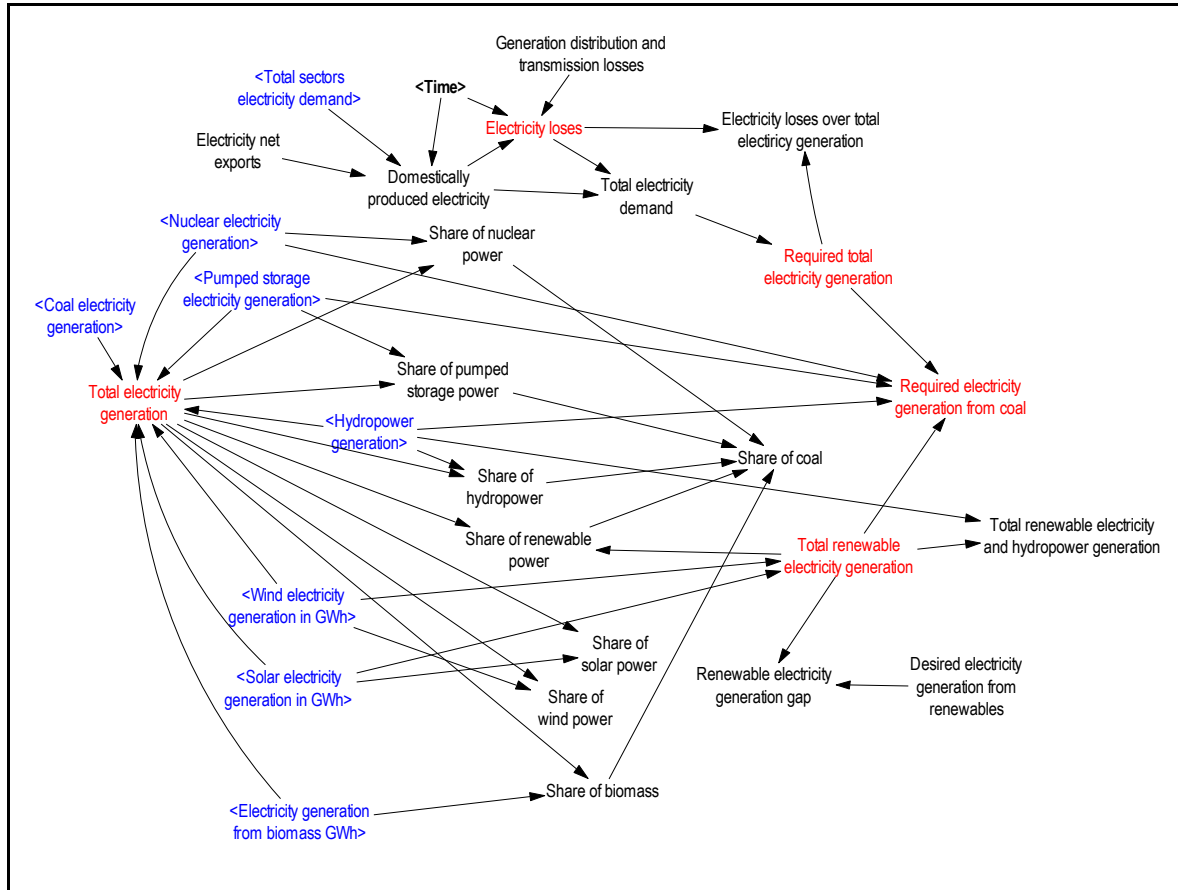 Generation distribution and
transmission losses
<Total sectors
electricity demand>
<Time>
Electricity loses
Electricity loses over total
electiricy generation
Electricity net
exports
Domestically
produced electricity
Total electricity
demand
<Nuclear electricity
generation>
Share of nuclear
power
Required total
electricity generation
<Pumped storage
electricity generation>
<Coal electricity
generation>
Share of pumped
storage power
Total electricity
generation
Required electricity
generation from coal
<Hydropower
generation>
Share of coal
Share of
hydropower
Share of renewable
power
Total renewable
electricity generation
Total renewable electricity
and hydropower generation
<Wind electricity
generation in GWh>
Share of
solar power
<Solar electricity
generation in GWh>
Renewable electricity
generation gap
Desired electricity
generation from
renewables
Share of
wind power
Share of biomass
<Electricity generation
from biomass GWh>